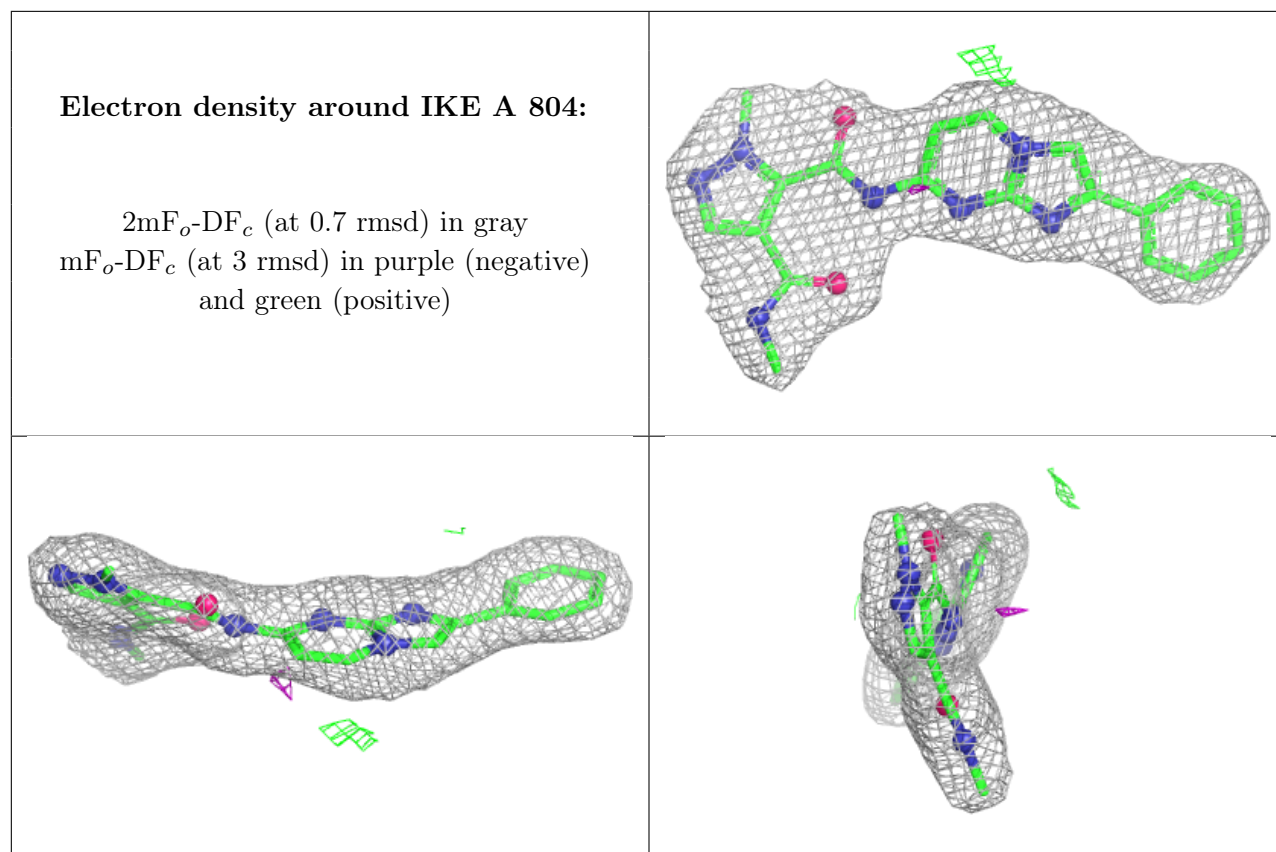 Electron density around IKE A 804:
2mFo-DFc (at 0.7 rmsd) in gray
mFo-DFc (at 3 rmsd) in purple (negative)
and green (positive)